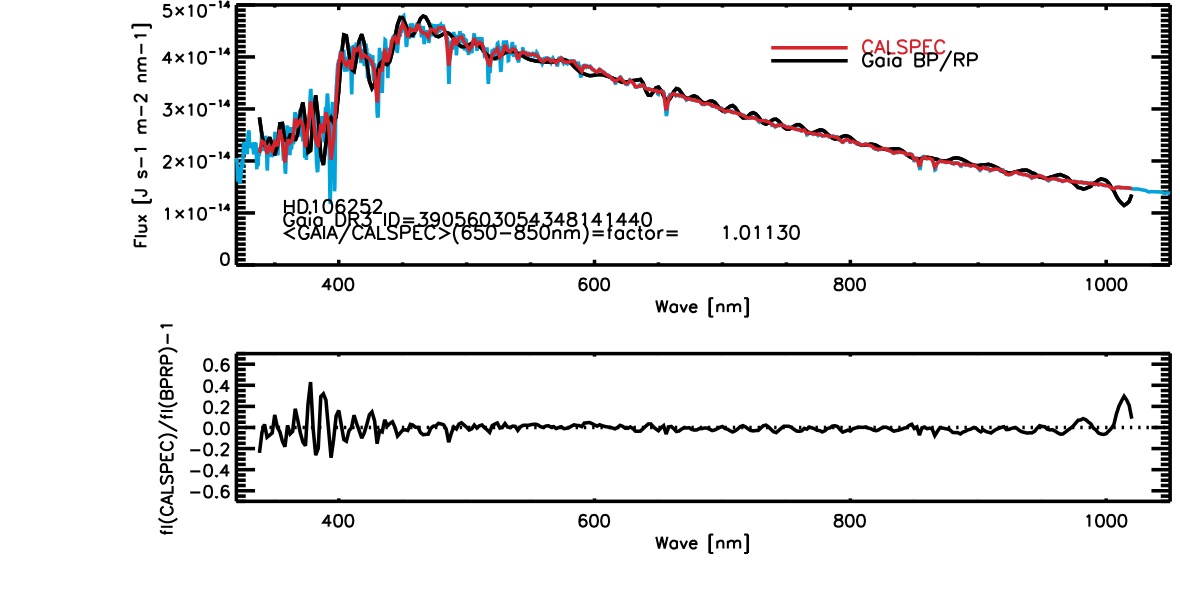 5×10−14
4×10−14
3×10−14
2×10−14
1×10−14
0
Flux [J s−1 m−2 nm−1]
CALSPEC
Gaia BP/RP
HD106252
Gaia DR3 ID=3905603054348141440
<GAIA/CALSPEC>(650−850nm)=factor= 1.01130
400 600 800 1000
Wave [nm]
fl(CALSPEC)/fl(BPRP)−1
0.6
0.4
0.2
0.0
−0.2
−0.4
−0.6
400 600 800 1000
Wave [nm]